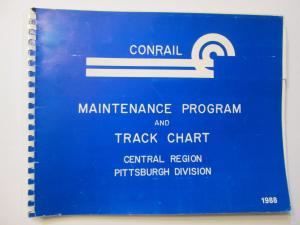 CONRAIL
MAINTENANCE PROGRAM
AND
TRACK CHART
CENTRAL REGION
PITTSBURGH DIVISION
1988